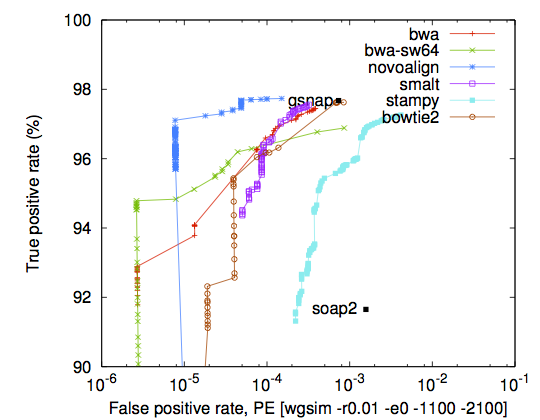 100
98
96
94
92
90
True positive rate (%)
bwa
bwa-sw64
novoalign
smalt
stampy
bowtie2
gsnap
soap2
10-6 10-5 10-4 10-3 10-2 10-1
False positive rate, PE [wgsim -r0.01 -e0 -1100 -2100]